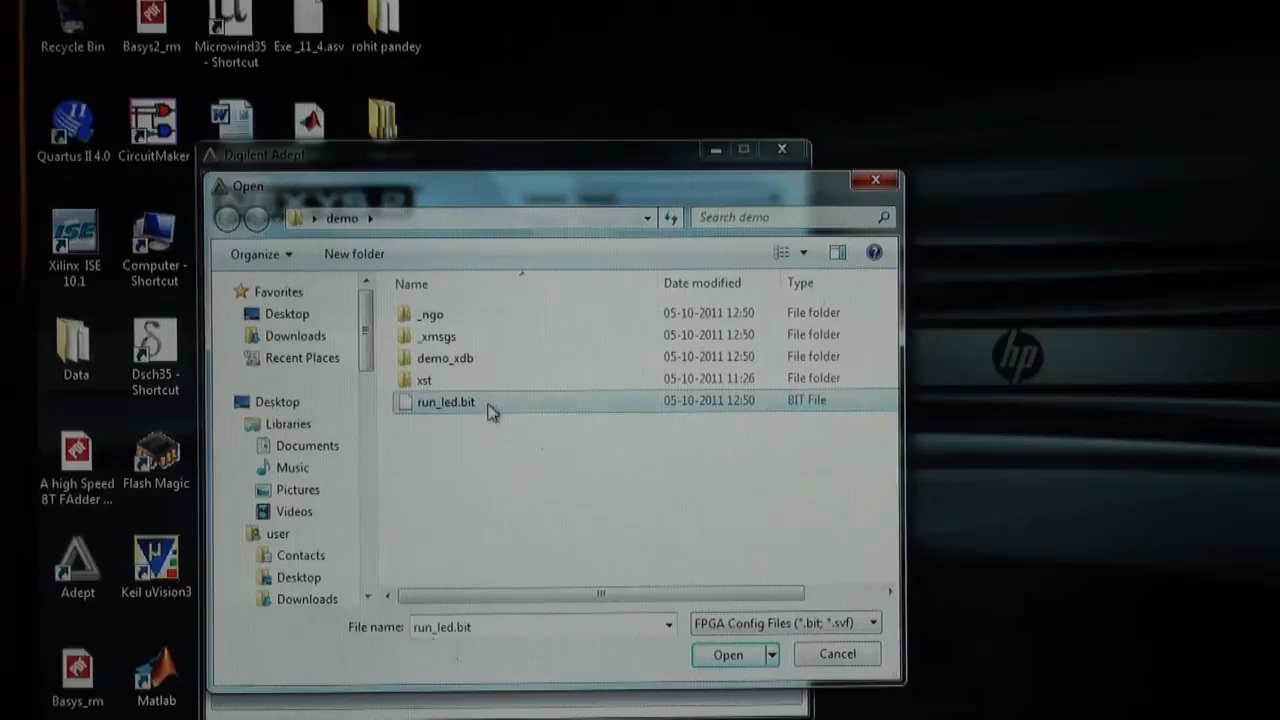 Recycle Bin
Basys2_rm
Microwind35 - Shortcut
Exe_11_4.asv
rohit pandey
Quartus II 4.0
CircuitMaker
Digilent Adept
Open
demo
Search demo
Organize
New folder
Xilinx ISE 10.1
Computer - Shortcut
Name
Date modified
Type
Favorites
Desktop
Downloads
Recent Places
_ngo 05-10-2011 12:50 File folder
_xmsgs 05-10-2011 12:50 File folder
demo_xdb 05-10-2011 12:50 File folder
xst 05-10-2011 11:26 File folder
run_led.bit 05-10-2011 12:50 BIT File
hp
Data
Dsch35 - Shortcut
Desktop
Libraries
Documents
Music
Pictures
Videos
user
Contacts
Desktop
Downloads
A high Speed 8T FAdder ...
Flash Magic
Adept
Keil uVision3
File name: run_led.bit
FPGA Config Files (*.bit; *.svf)
Open
Cancel
Basys_rm
Matlab